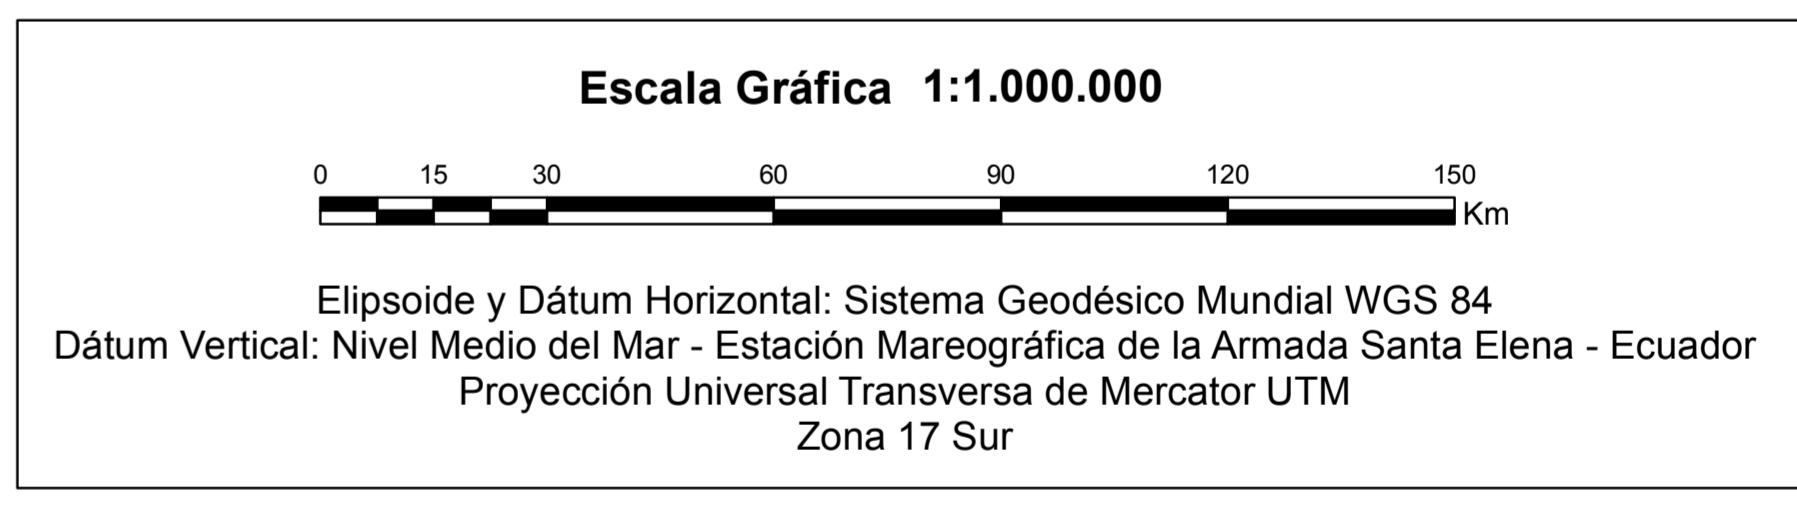 Escala Gráfica 1:1.000.000
0 15 30 60 90 120 150
Km
Elipsoide y Dátum Horizontal: Sistema Geodésico Mundial WGS 84
Dátum Vertical: Nivel Medio del Mar - Estación Mareográfica de la Armada Santa Elena - Ecuador
Proyección Universal Transversa de Mercator UTM
Zona 17 Sur